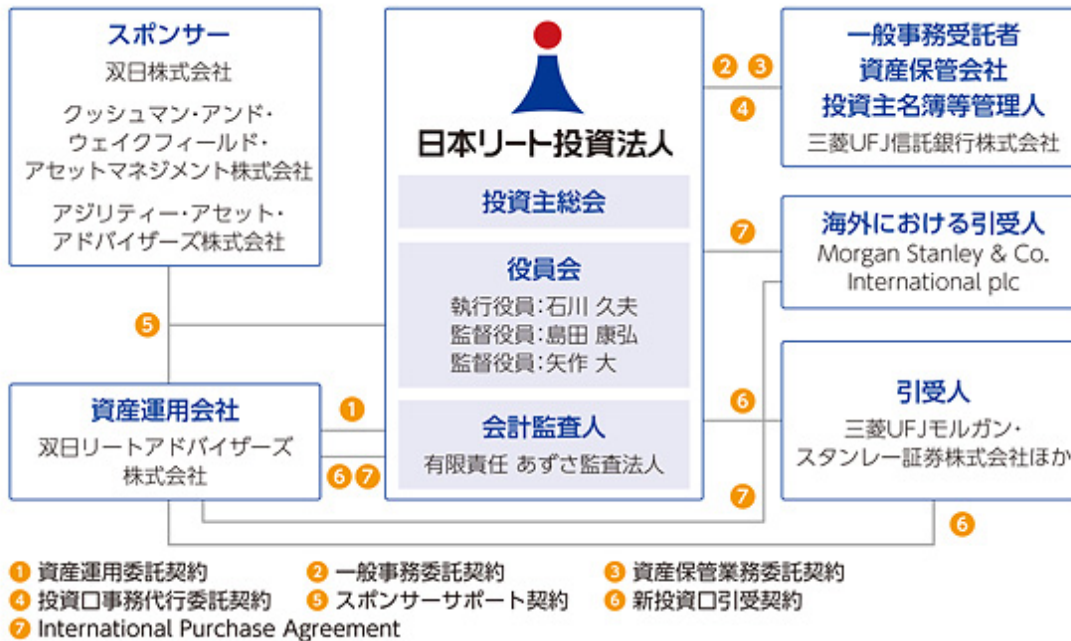 スポンサー
双日株式会社
クッシュマン・アンド・
ウェイクフィールド・
アセットマネジメント株式会社
アジリティー・アセット・
アドバイザーズ株式会社
⑤
資産運用会社
双日リートアドバイザーズ
株式会社
①
⑥⑦
日本リート投資法人
投資主総会
役員会
執行役員:石川 久夫
監督役員:島田 康弘
監督役員:矢作 大
会計監査人
有限責任 あずさ監査法人
② ③
④
一般事務受託者
資産保管会社
投資主名簿等管理人
三菱UFJ信託銀行株式会社
⑦
海外における引受人
Morgan Stanley & Co.
International plc
⑥
引受人
三菱UFJモルガン・
スタンレー証券株式会社ほか
⑦
⑥
① 資産運用委託契約 ② 一般事務委託契約 ③ 資産保管業務委託契約
④ 投資口事務代行委託契約 ⑤ スポンサーサポート契約 ⑥ 新投資口引受契約
⑦ International Purchase Agreement